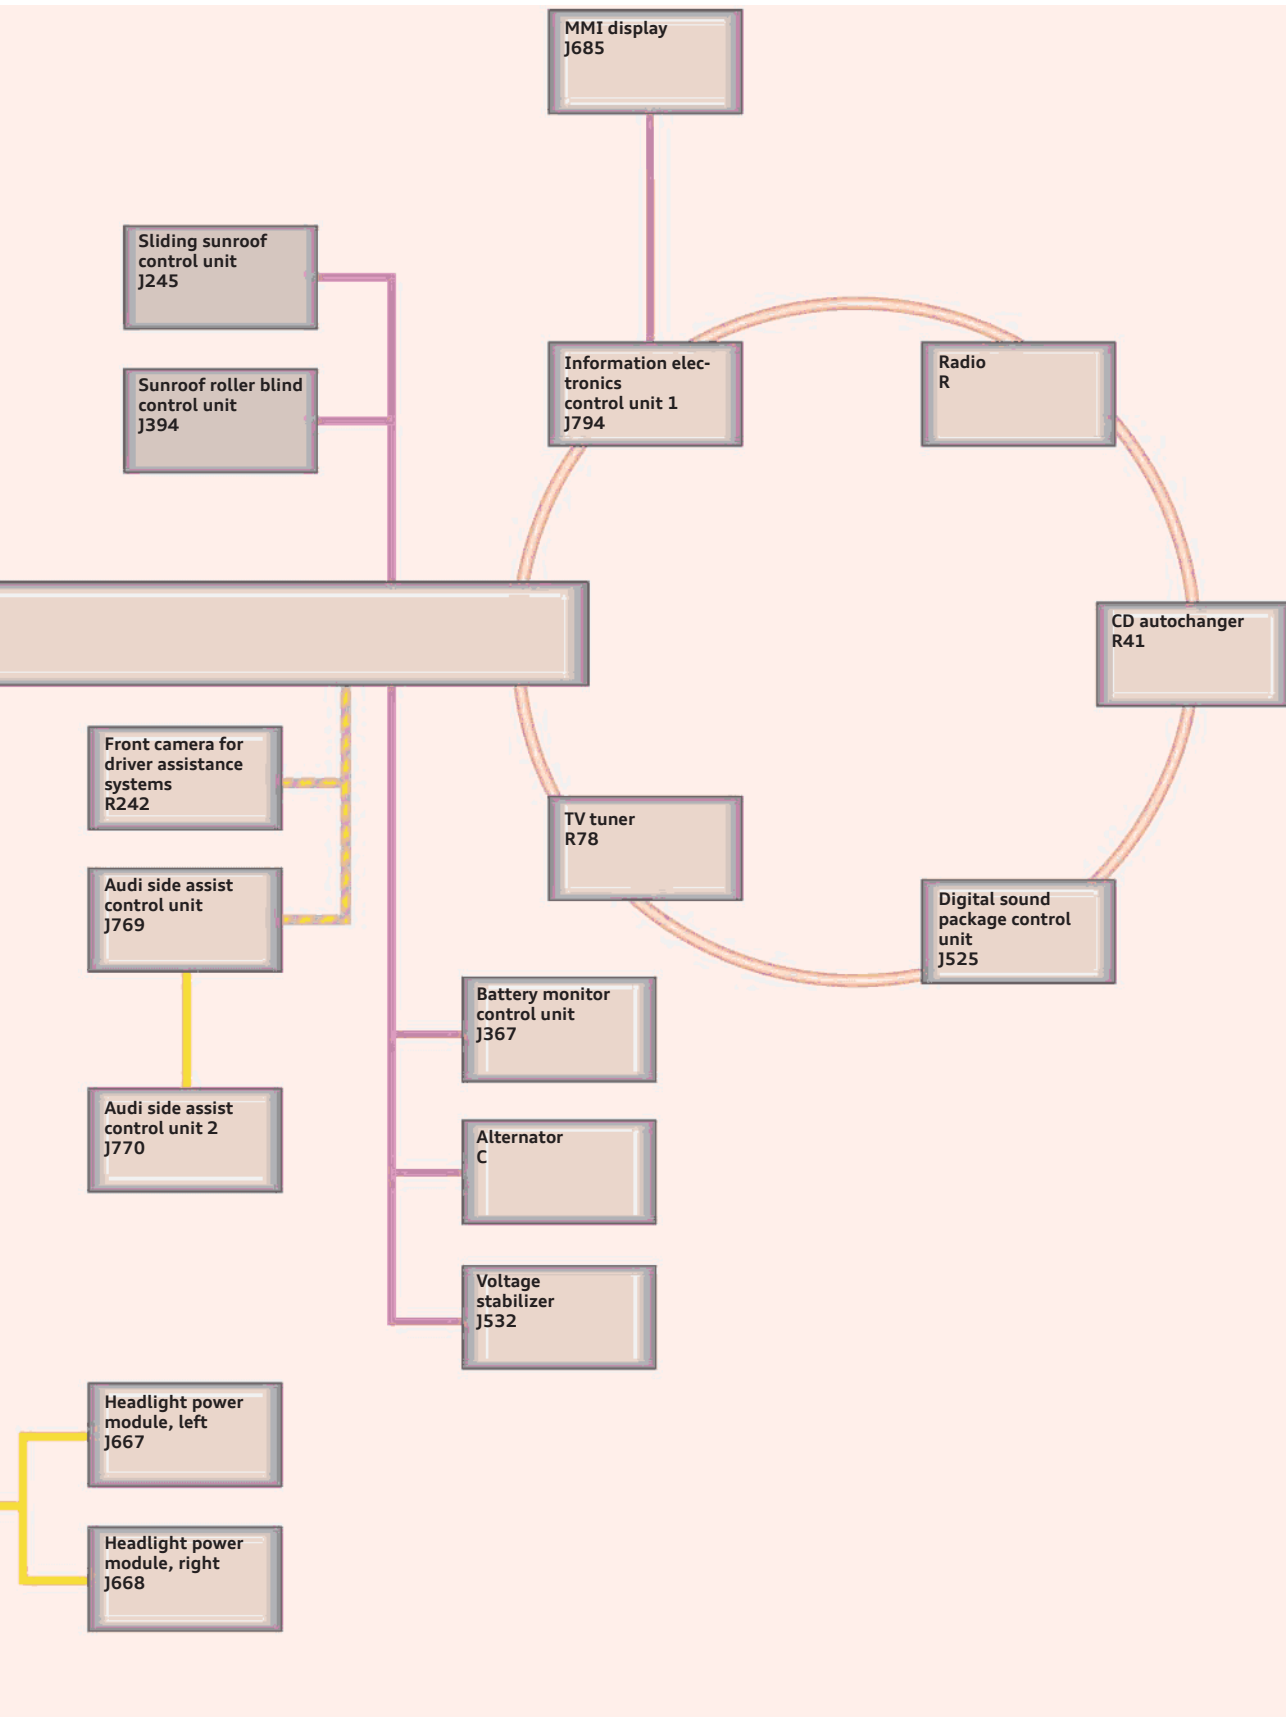 MMI display
J685
Sliding sunroof
control unit
J245
Sunroof roller blind
control unit
J394
Information elec-
tronics
control unit 1
J794
Radio
R
CD autochanger
R41
Front camera for
driver assistance
systems
R242
Audi side assist
control unit
J769
TV tuner
R78
Digital sound
package control
unit
J525
Battery monitor
control unit
J367
Audi side assist
control unit 2
J770
Alternator
C
Voltage
stabilizer
J532
Headlight power
module, left
J667
Headlight power
module, right
J668